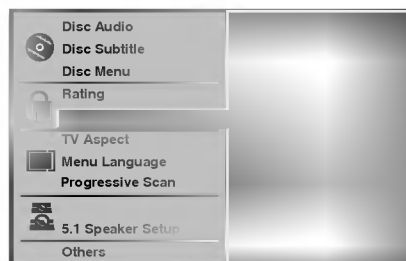 Disc Audio
Disc Subtitle
Disc Menu
Rating
TV Aspect
Menu Language
Progressive Scan
5.1 Speaker Setup
Others